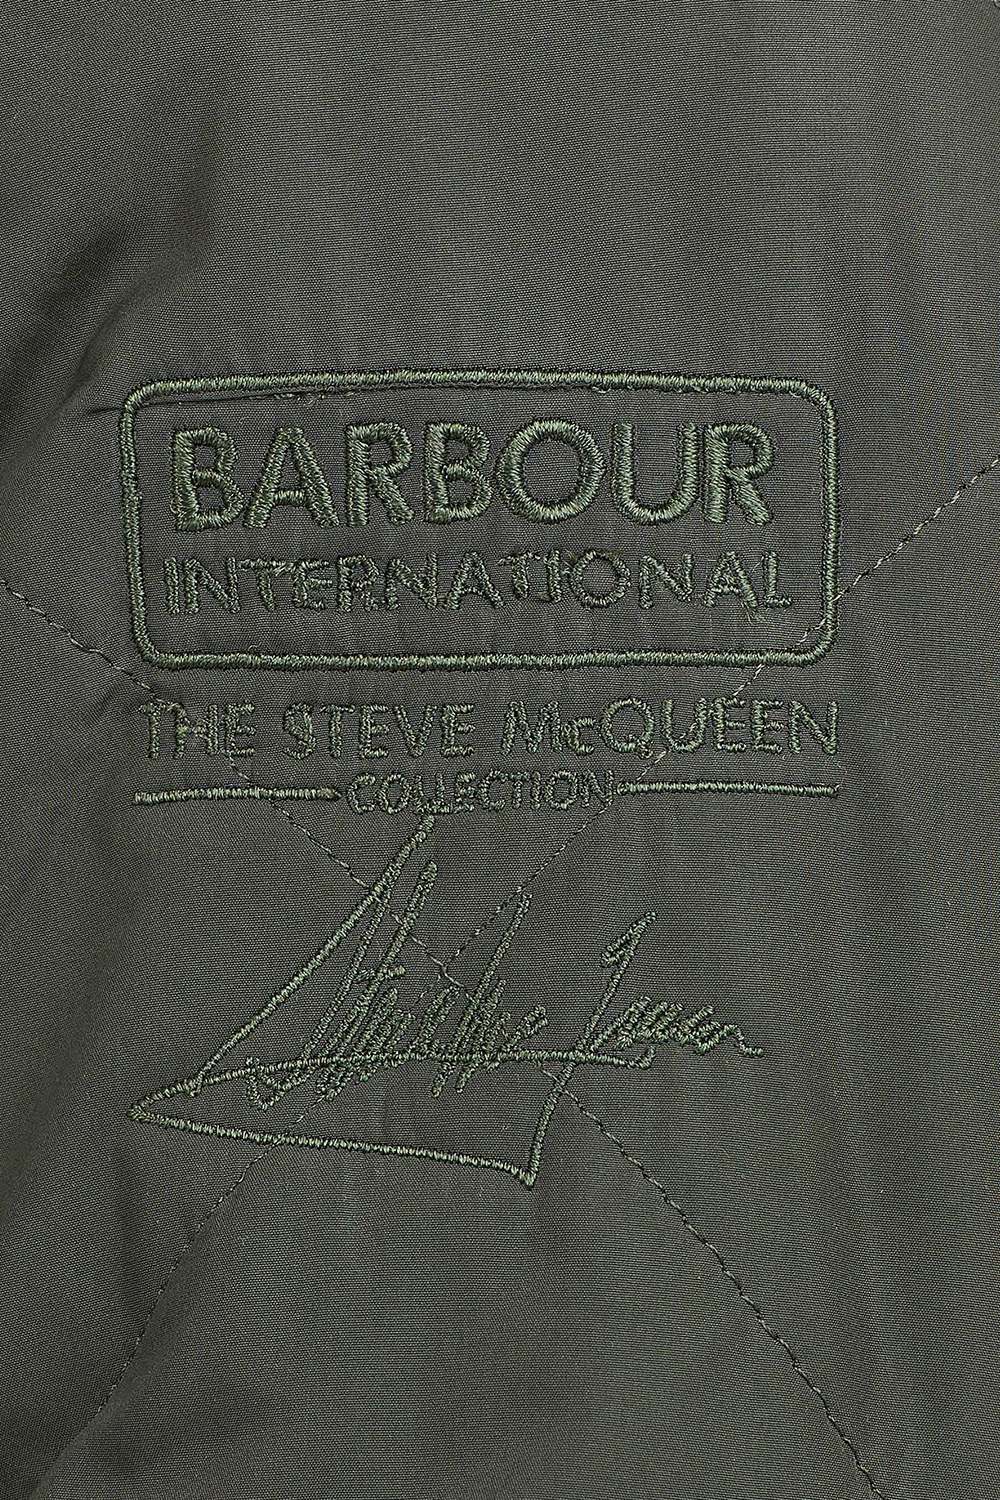 BARBOUR
INTERNATIONAL
THE STEVE McQUEEN
COLLECTION